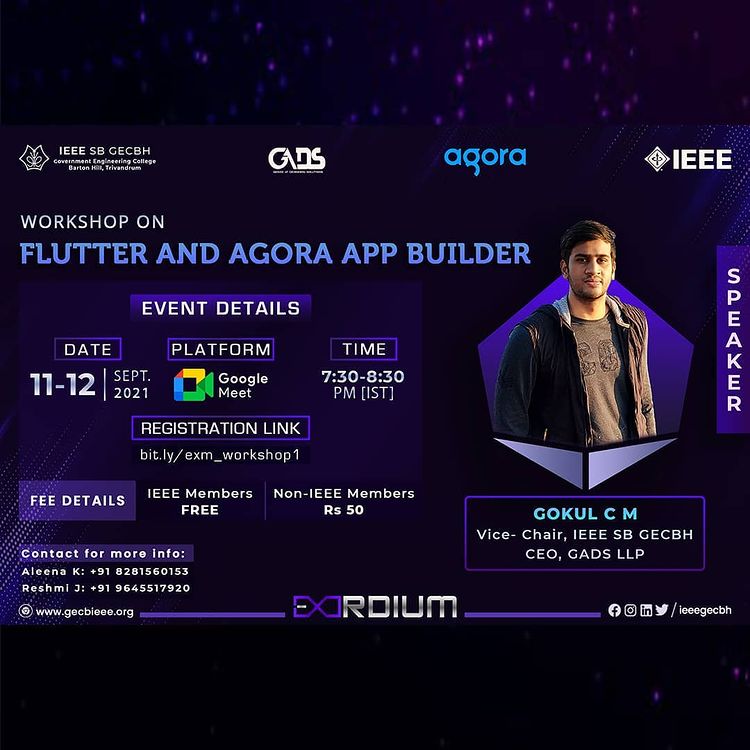 IEEE SB GECBH
Government Engineering College
Barton Hill, Trivandrum
GADS
agora
IEEE
WORKSHOP ON
FLUTTER AND AGORA APP BUILDER
SPEAKER
EVENT DETAILS
DATE
11-12 SEPT. 2021
PLATFORM
Google Meet
TIME
7:30-8:30
PM [IST]
REGISTRATION LINK
bit.ly/exm_workshop1
FEE DETAILS
IEEE Members
FREE
Non-IEEE Members
Rs 50
GOKUL C M
Vice- Chair, IEEE SB GECBH
CEO, GADS LLP
Contact for more info:
Aleena K: +91 8281560153
Reshmi J: +91 9645517920
www.gecbieee.org
EXORDIUM
/ieeegecbh